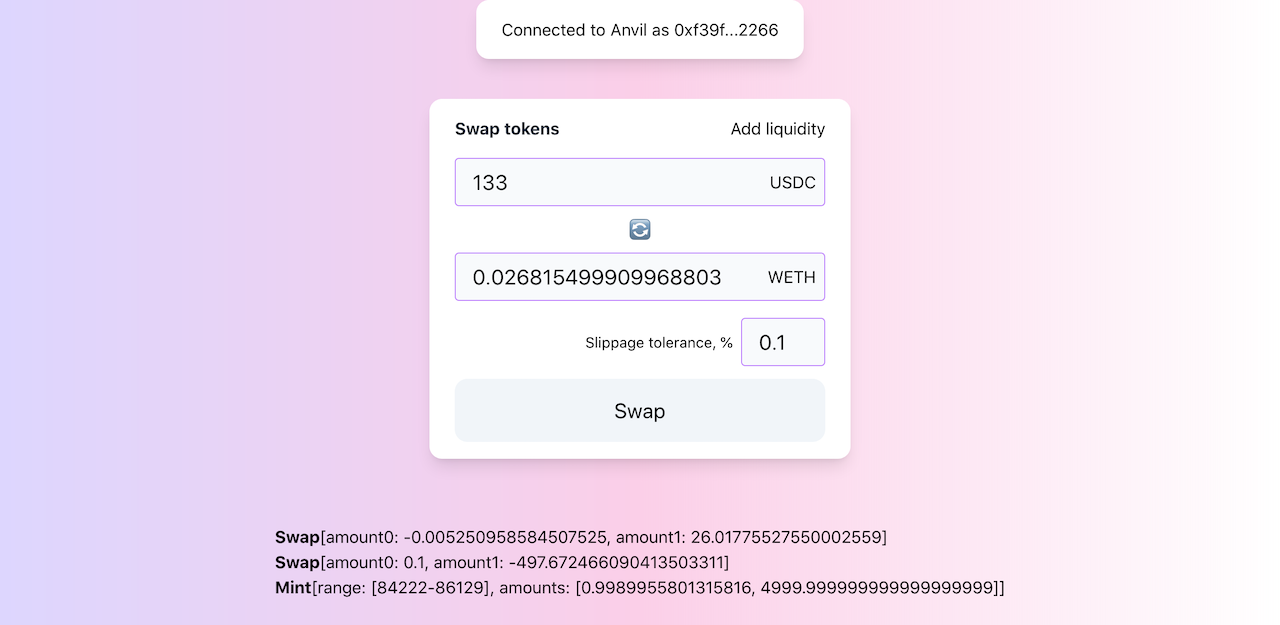 Connected to Anvil as 0xf39f...2266
Swap tokens Add liquidity
133 USDC
0.026815499909968803 WETH
Slippage tolerance, % 0.1
Swap
Swap[amount0: -0.005250958584507525, amount1: 26.01775527550002559]
Swap[amount0: 0.1, amount1: -497.672466090413503311]
Mint[range: [84222-86129], amounts: [0.9989955801315816, 4999.999999999999999999]]